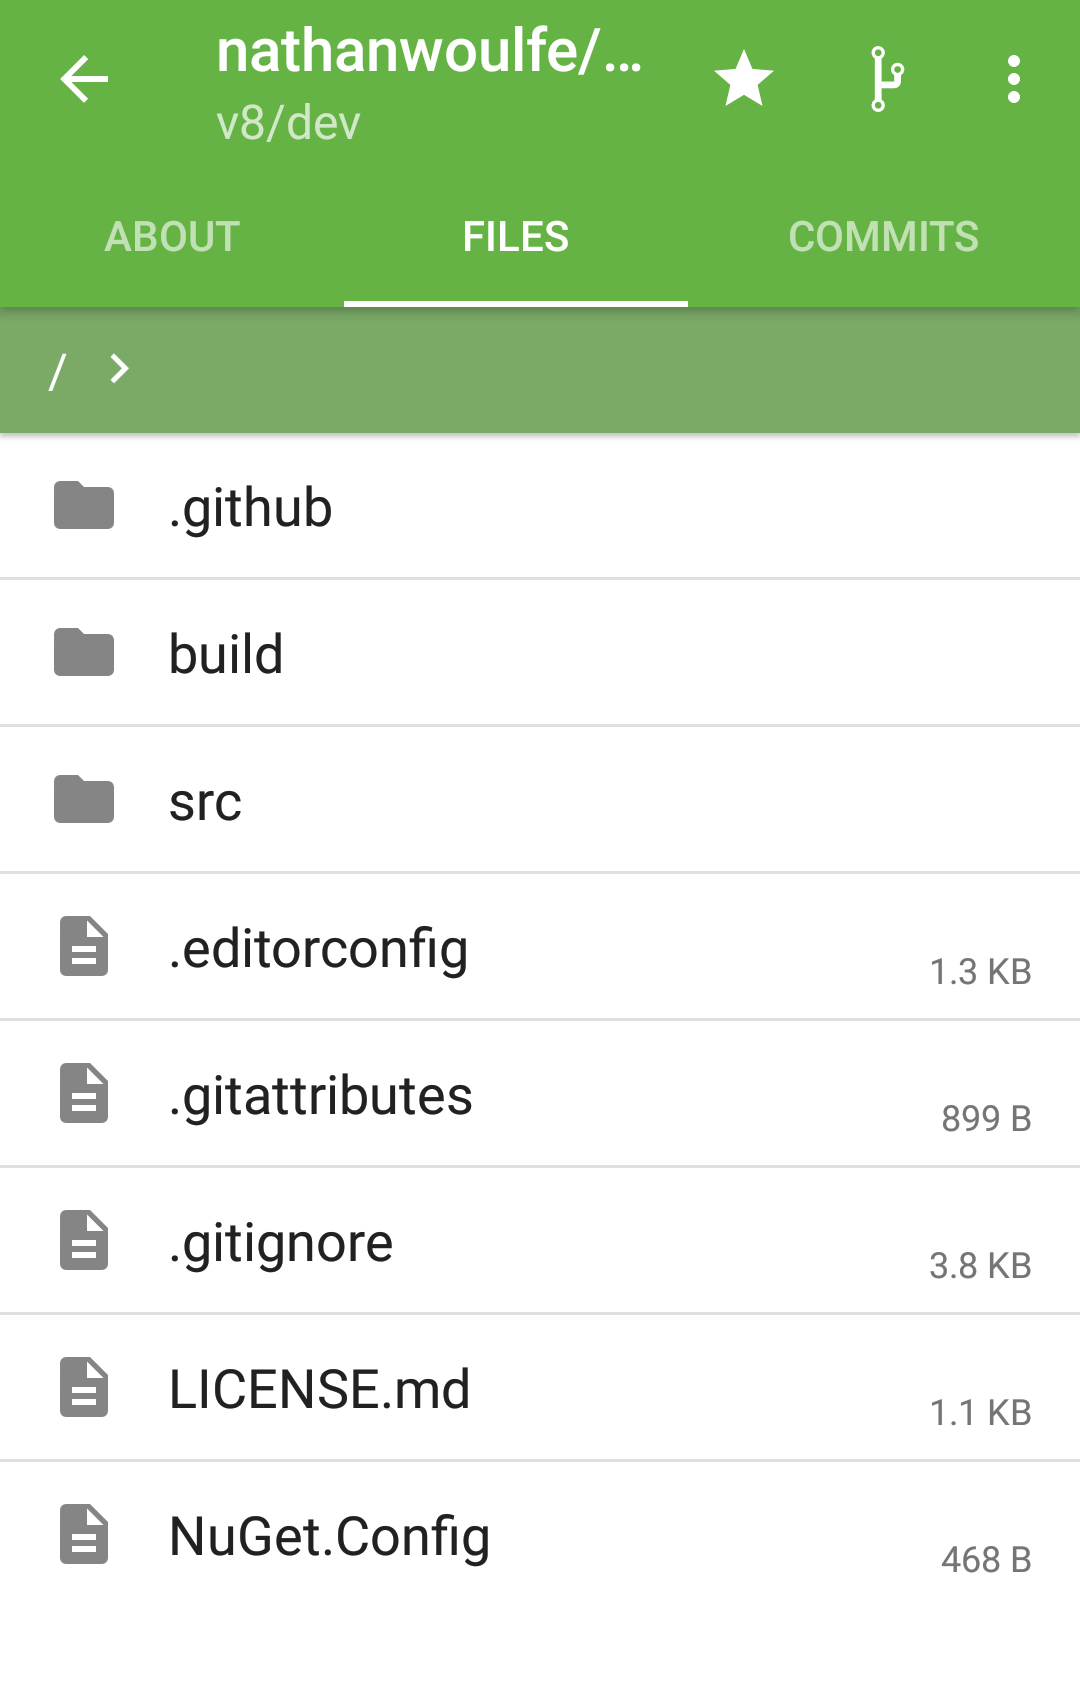 nathanwoulfe/...
v8/dev
ABOUT FILES COMMITS
/ >
.github
build
src
.editorconfig 1.3 KB
.gitattributes 899 B
.gitignore 3.8 KB
LICENSE.md 1.1 KB
NuGet.Config 468 B